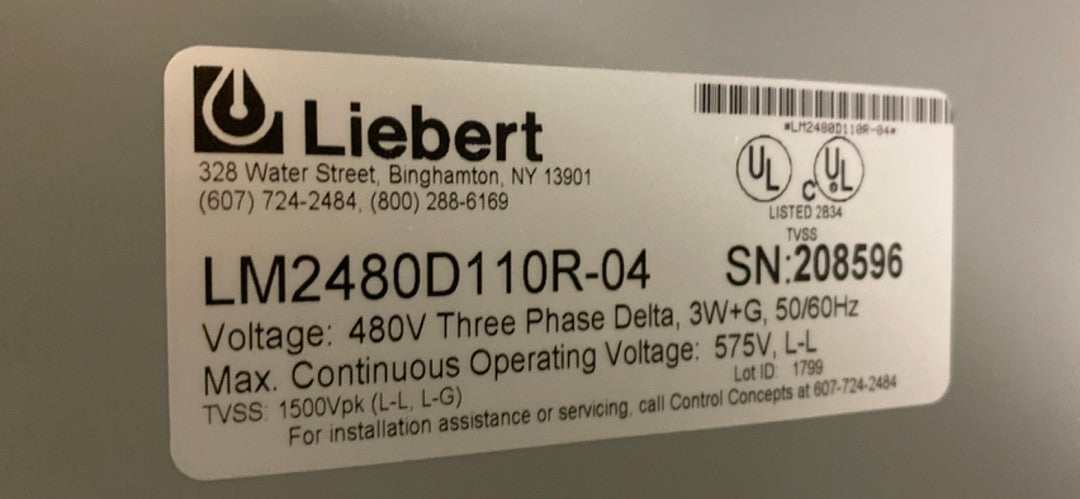 Liebert
328 Water Street, Binghamton, NY 13901
(607) 724-2484, (800) 288-6169
*LM2480D110R-04*
UL
c UL
LISTED 2834
TVSS
LM2480D110R-04
SN:208596
Voltage: 480V Three Phase Delta, 3W+G, 50/60Hz
Max. Continuous Operating Voltage: 575V, L-L
TVSS: 1500Vpk (L-L, L-G)
Lot ID: 1799
For installation assistance or servicing, call Control Concepts at 607-724-2484